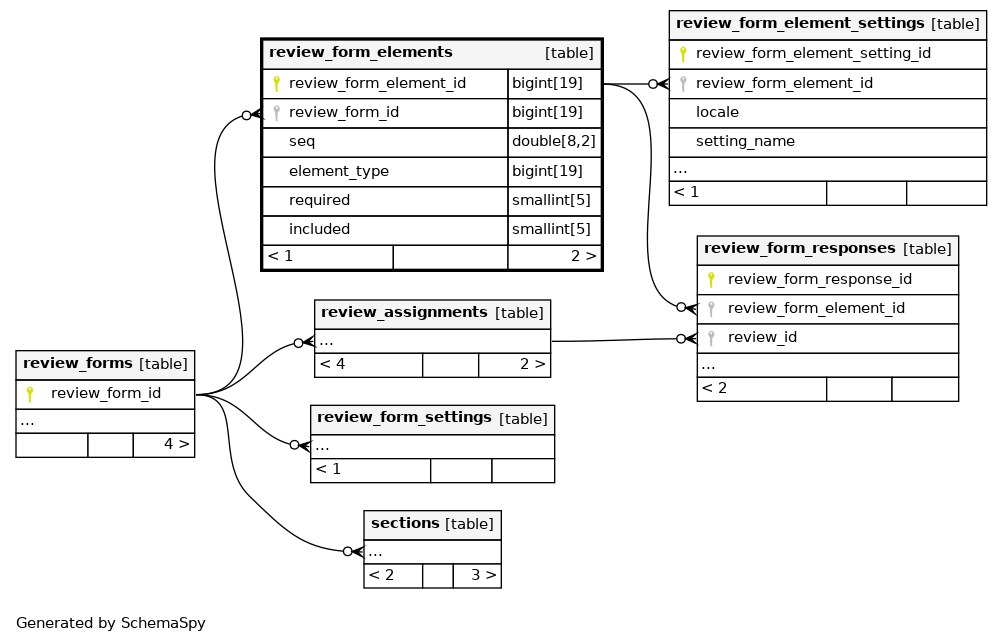 review_form_elements [table]
review_form_element_id bigint[19]
review_form_id bigint[19]
seq double[8,2]
element_type bigint[19]
required smallint[5]
included smallint[5]
< 1 2 >
review_form_element_settings [table]
review_form_element_setting_id
review_form_element_id
locale
setting_name
...
< 1
review_form_responses [table]
review_form_response_id
review_form_element_id
review_id
...
< 2
review_assignments [table]
...
< 4 2 >
review_forms [table]
review_form_id
...
4 >
review_form_settings [table]
...
< 1
sections [table]
...
< 2 3 >
Generated by SchemaSpy